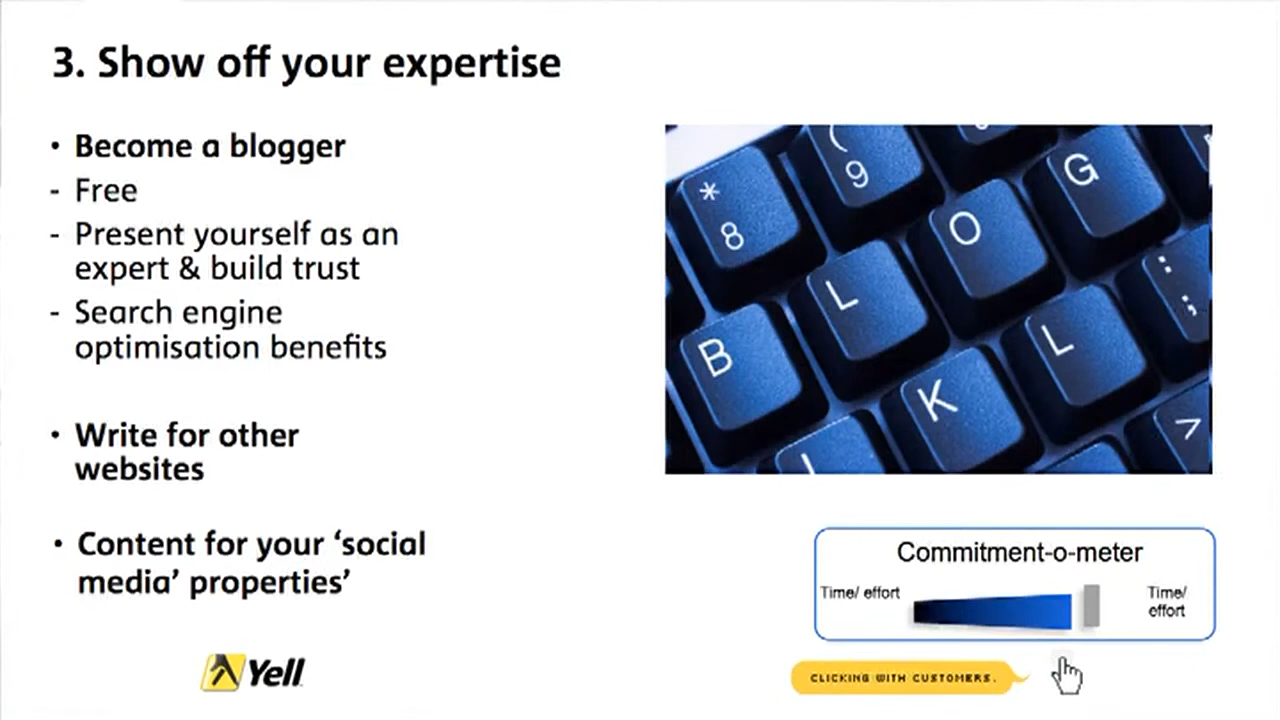 3. Show off your expertise
• Become a blogger
- Free
- Present yourself as an
expert & build trust
- Search engine
optimisation benefits
• Write for other
websites
• Content for your ‘social
media’ properties’
*
8
(
9
O
G
L
B
L
K
>
Commitment-o-meter
Time/ effort
Time/
effort
Yell
CLICKING WITH CUSTOMERS.